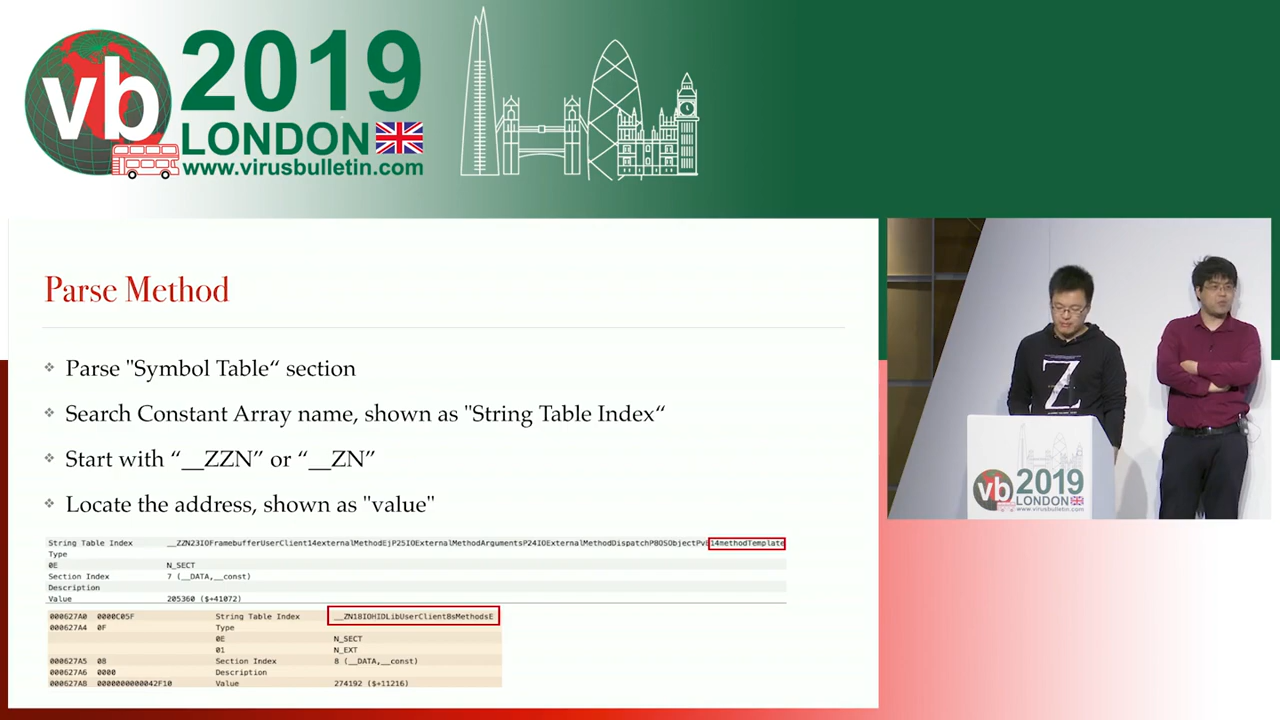 vb
2019
LONDON
www.virusbulletin.com
Parse Method
Parse "Symbol Table“ section
Search Constant Array name, shown as "String Table Index“
Start with “__ZZN” or “__ZN”
Locate the address, shown as "value"
String Table Index __ZZN23IOFramebufferUserClient14externalMethodEjP25IOExternalMethodArgumentsP24IOExternalMethodDispatchP8OSObjectPvE14methodTemplate
Type
0E N_SECT
Section Index 7 (__DATA,__const)
Description
Value 205360 ($+41072)
000627A0 0000C05F String Table Index __ZN18IOHIDLibUserClient8sMethodsE
000627A4 0F Type
0E N_SECT
01 N_EXT
000627A5 08 Section Index 8 (__DATA,__const)
000627A6 0000 Description
000627A8 0000000000042F10 Value 274192 ($+11216)
Z
vb
2019
LONDON
www.virusbulletin.com